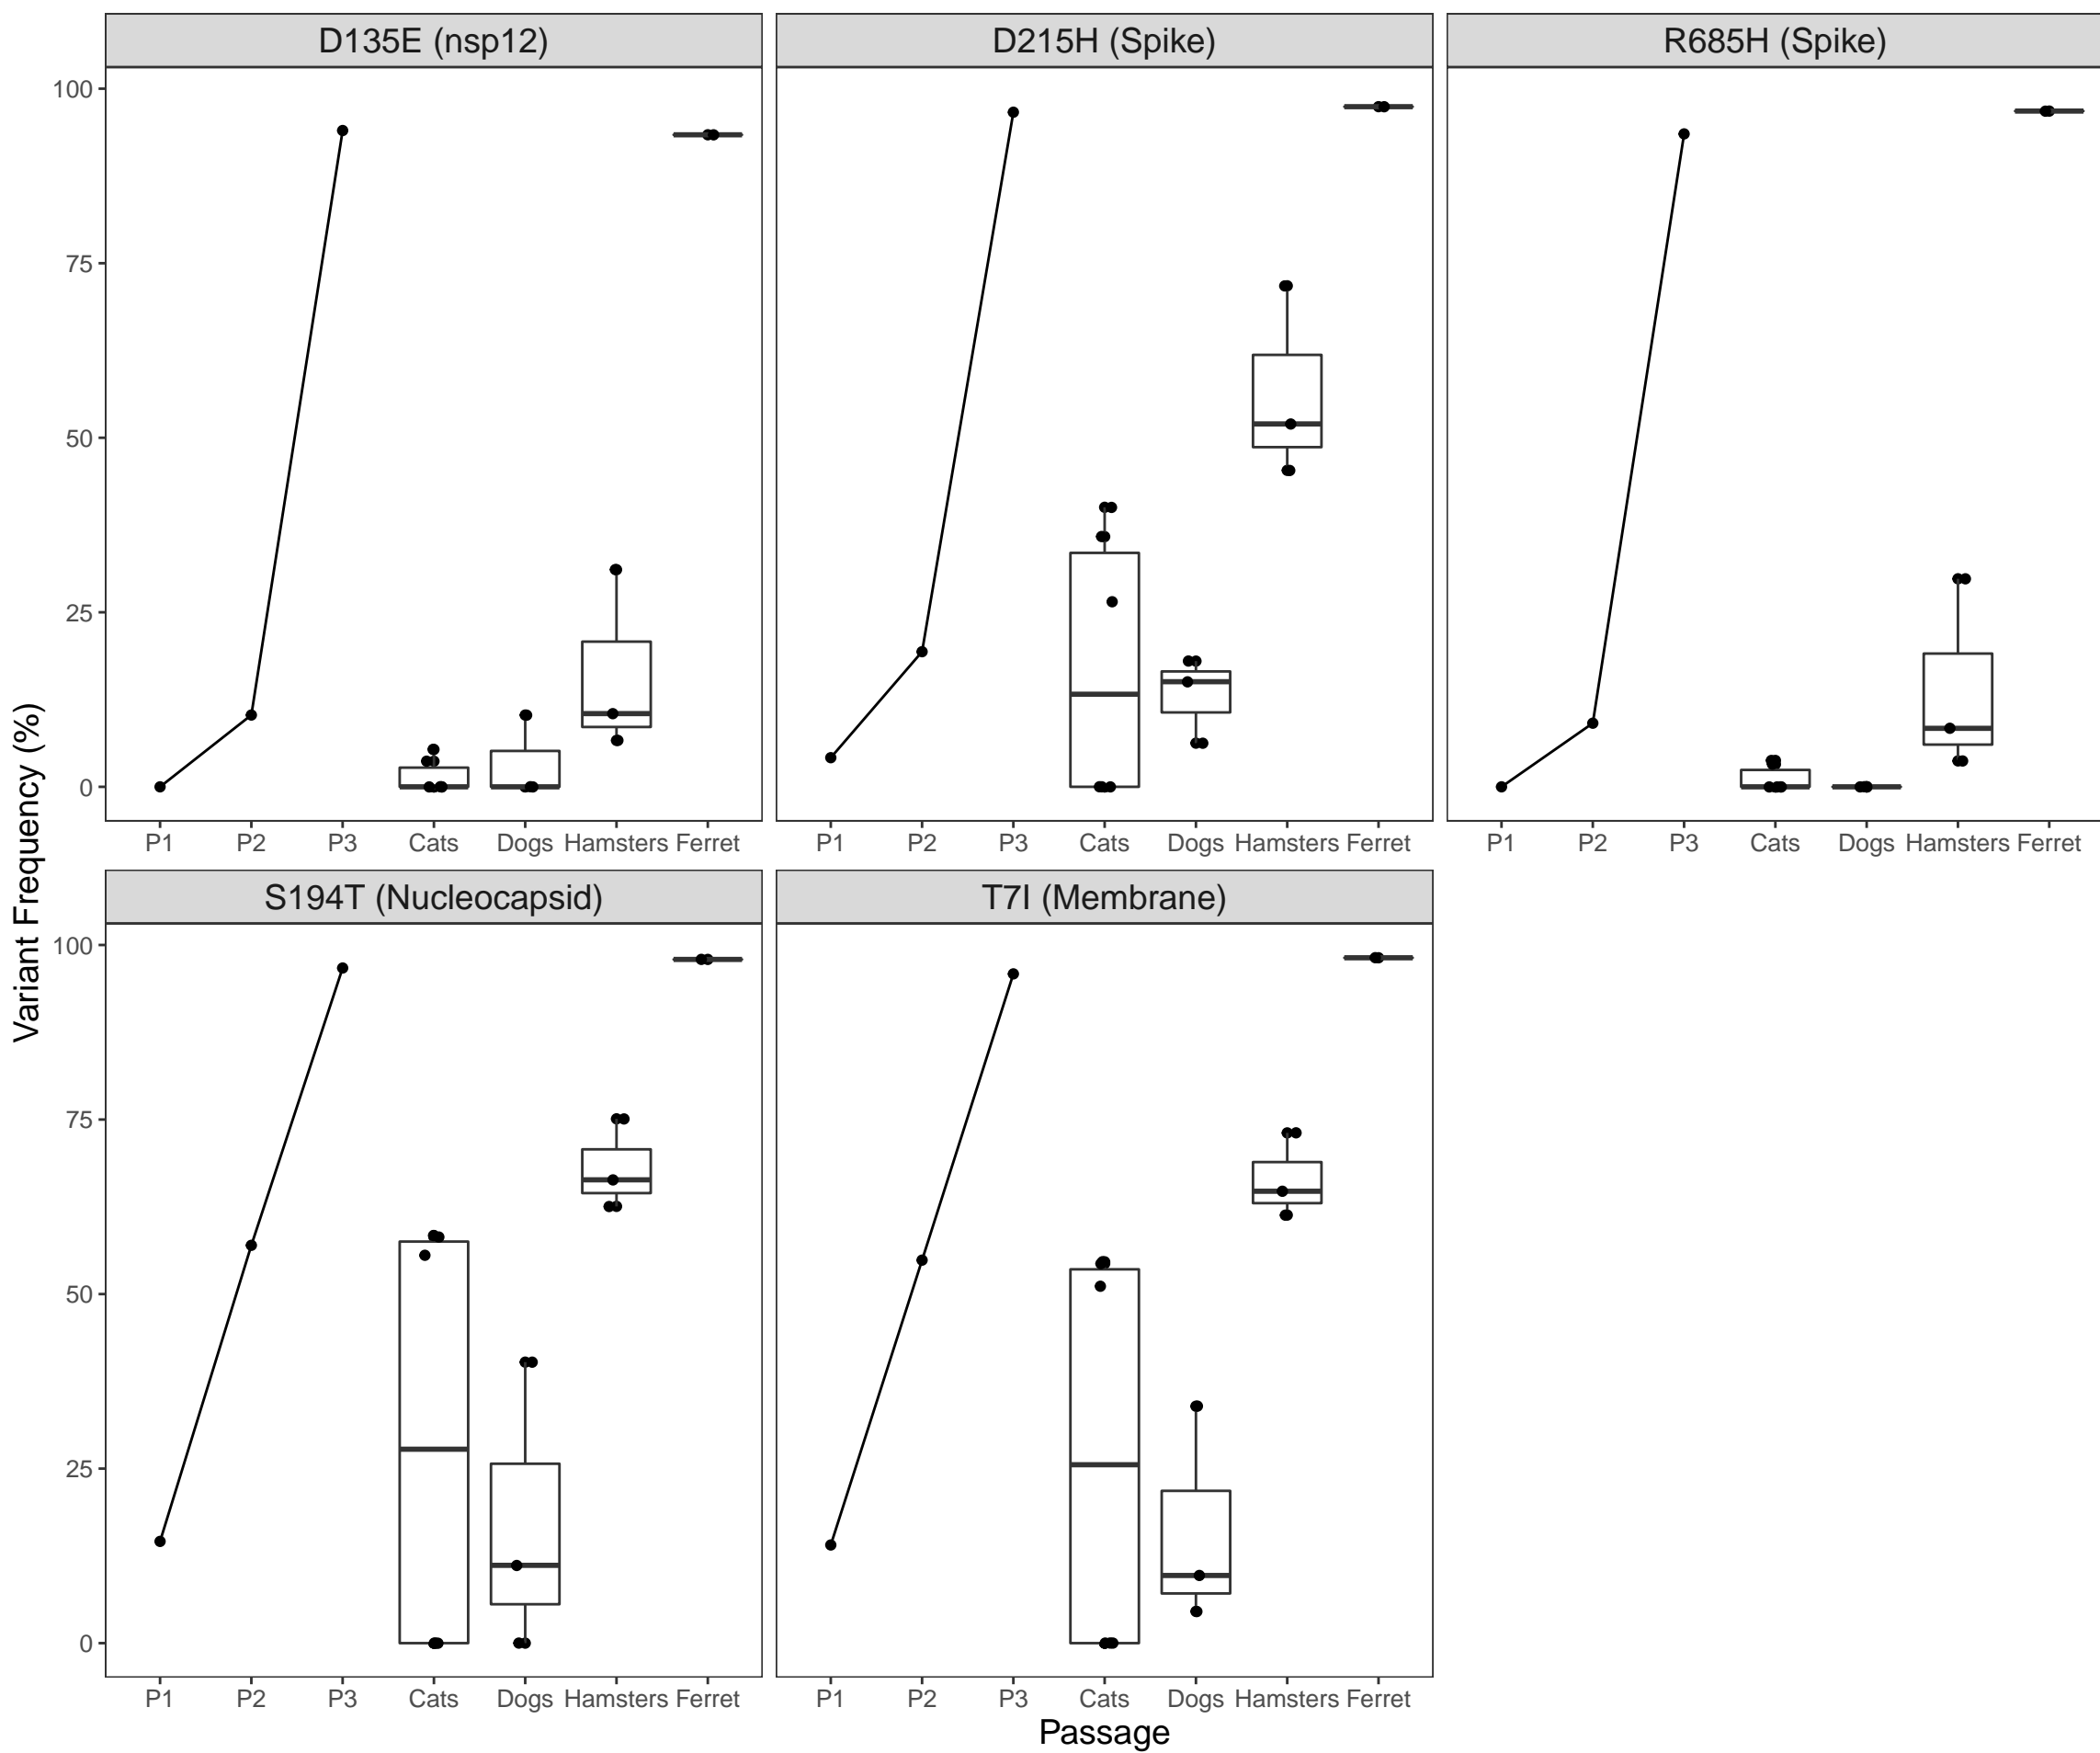 D135E (nsp12) D215H (Spike) R685H (Spike)
100
75
50
25
0
P1 P2 P3 Cats Dogs Hamsters Ferret P1 P2 P3 Cats Dogs Hamsters Ferret P1 P2 P3 Cats Dogs Hamsters Ferret
Variant Frequency (%)
S194T (Nucleocapsid) T7I (Membrane)
100
75
50
25
0
P1 P2 P3 Cats Dogs Hamsters Ferret P1 P2 P3 Cats Dogs Hamsters Ferret
Passage